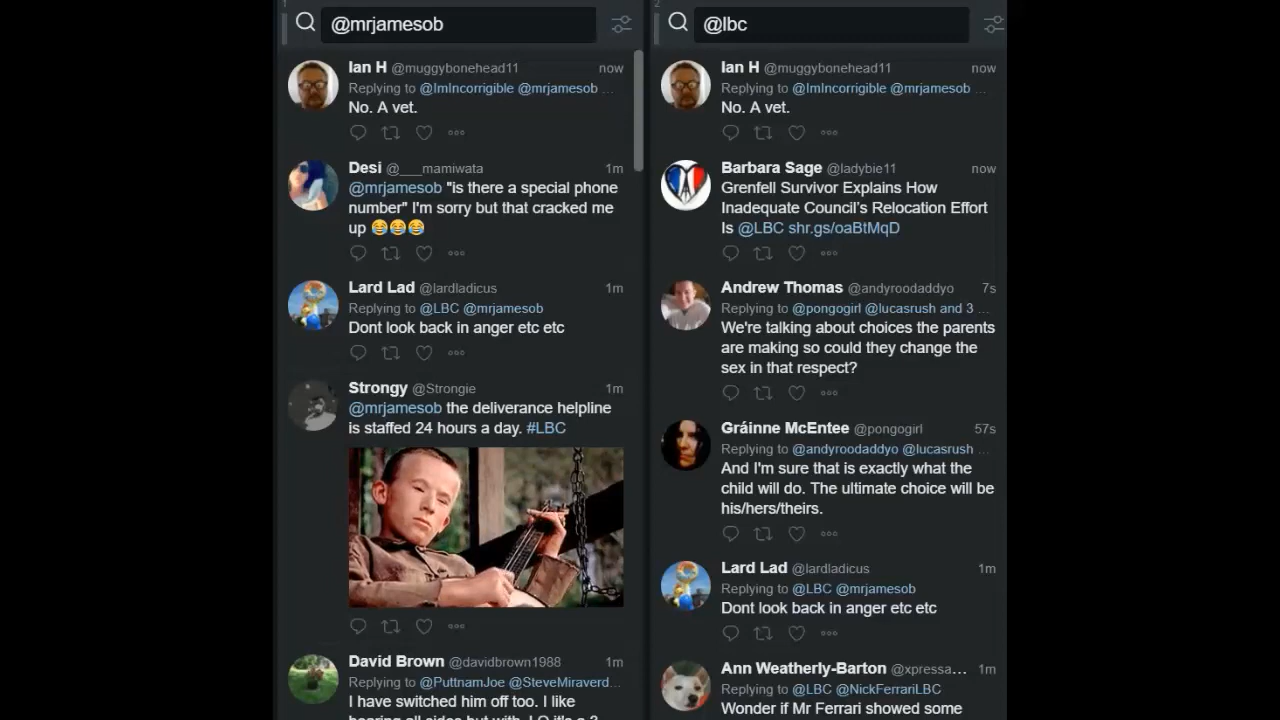 1
@mrjamesob
Ian H @muggybonehead11 now
Replying to @ImIncorrigible @mrjamesob ...
No. A vet.
Desi @___mamiwata 1m
@mrjamesob "is there a special phone
number" I'm sorry but that cracked me
up 😂😂😂
Lard Lad @lardladicus 1m
Replying to @LBC @mrjamesob
Dont look back in anger etc etc
Strongy @Strongie 1m
@mrjamesob the deliverance helpline
is staffed 24 hours a day. #LBC
David Brown @davidbrown1988 1m
Replying to @PuttnamJoe @SteveMiraverd...
I have switched him off too. I like
2
@lbc
Ian H @muggybonehead11 now
Replying to @ImIncorrigible @mrjamesob ...
No. A vet.
Barbara Sage @ladybie11 now
Grenfell Survivor Explains How
Inadequate Council's Relocation Effort
Is @LBC shr.gs/oaBtMqD
Andrew Thomas @andyroodaddyo 7s
Replying to @pongogirl @lucasrush and 3 ...
We're talking about choices the parents
are making so could they change the
sex in that respect?
Gráinne McEntee @pongogirl 57s
Replying to @andyroodaddyo @lucasrush ...
And I'm sure that is exactly what the
child will do. The ultimate choice will be
his/hers/theirs.
Lard Lad @lardladicus 1m
Replying to @LBC @mrjamesob
Dont look back in anger etc etc
Ann Weatherly-Barton @xpressa... 1m
Replying to @LBC @NickFerrariLBC
Wonder if Mr Ferrari showed some